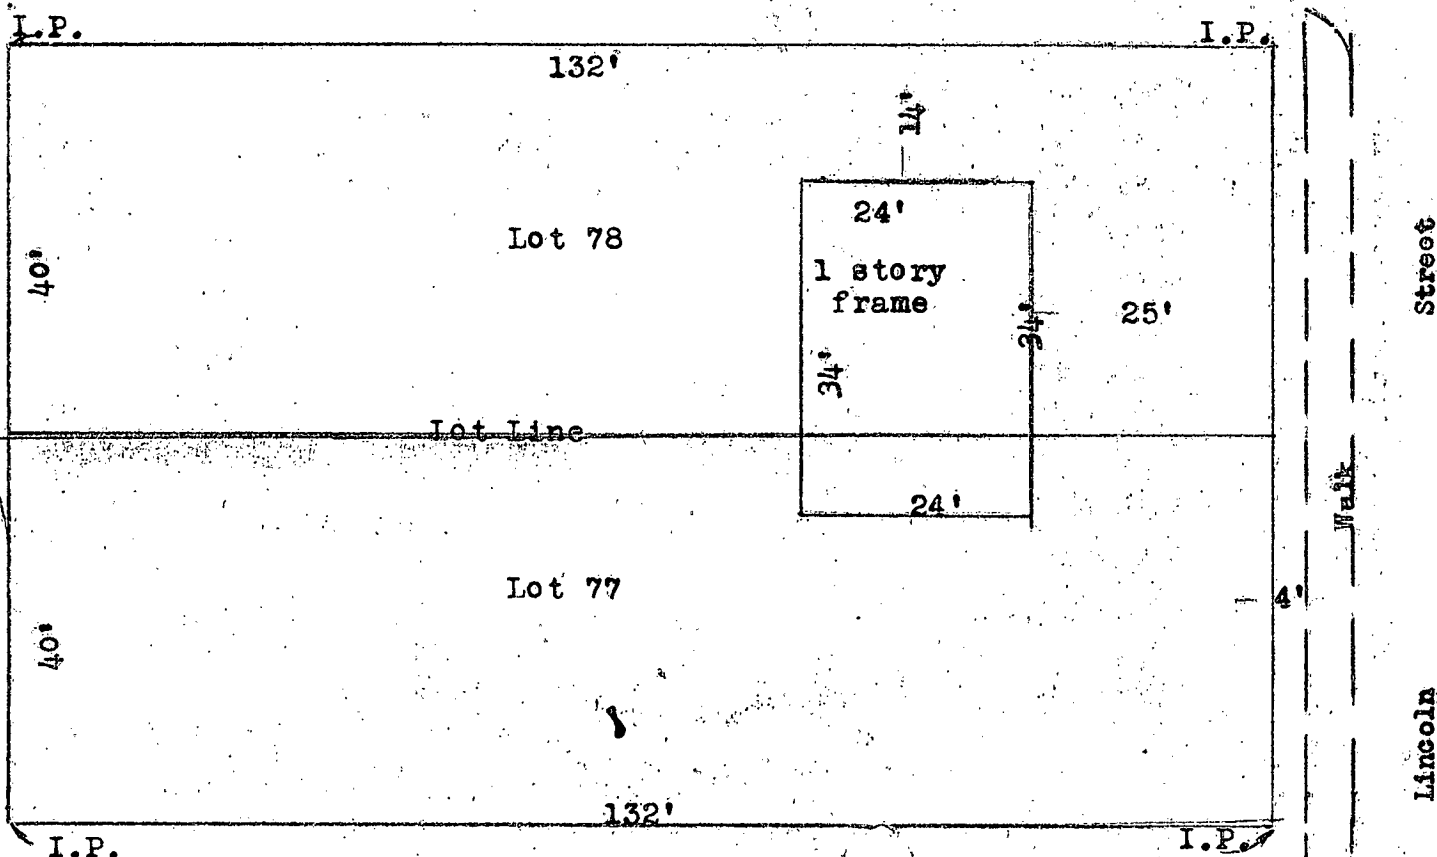 I.P.
I.P.
132'
14'
24'
Lot 78
1 story
frame
40'
34'
25'
34'
Street
Lot Line
24'
Walk
Lot 77
4'
40'
Lincoln
132'
I.P.
I.P.